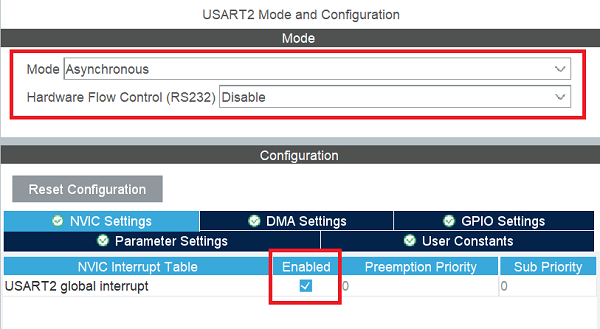 USART2 Mode and Configuration
Mode
Mode Asynchronous
Hardware Flow Control (RS232) Disable
Configuration
Reset Configuration
NVIC Settings DMA Settings GPIO Settings
Parameter Settings User Constants
NVIC Interrupt Table Enabled Preemption Priority Sub Priority
USART2 global interrupt 0 0